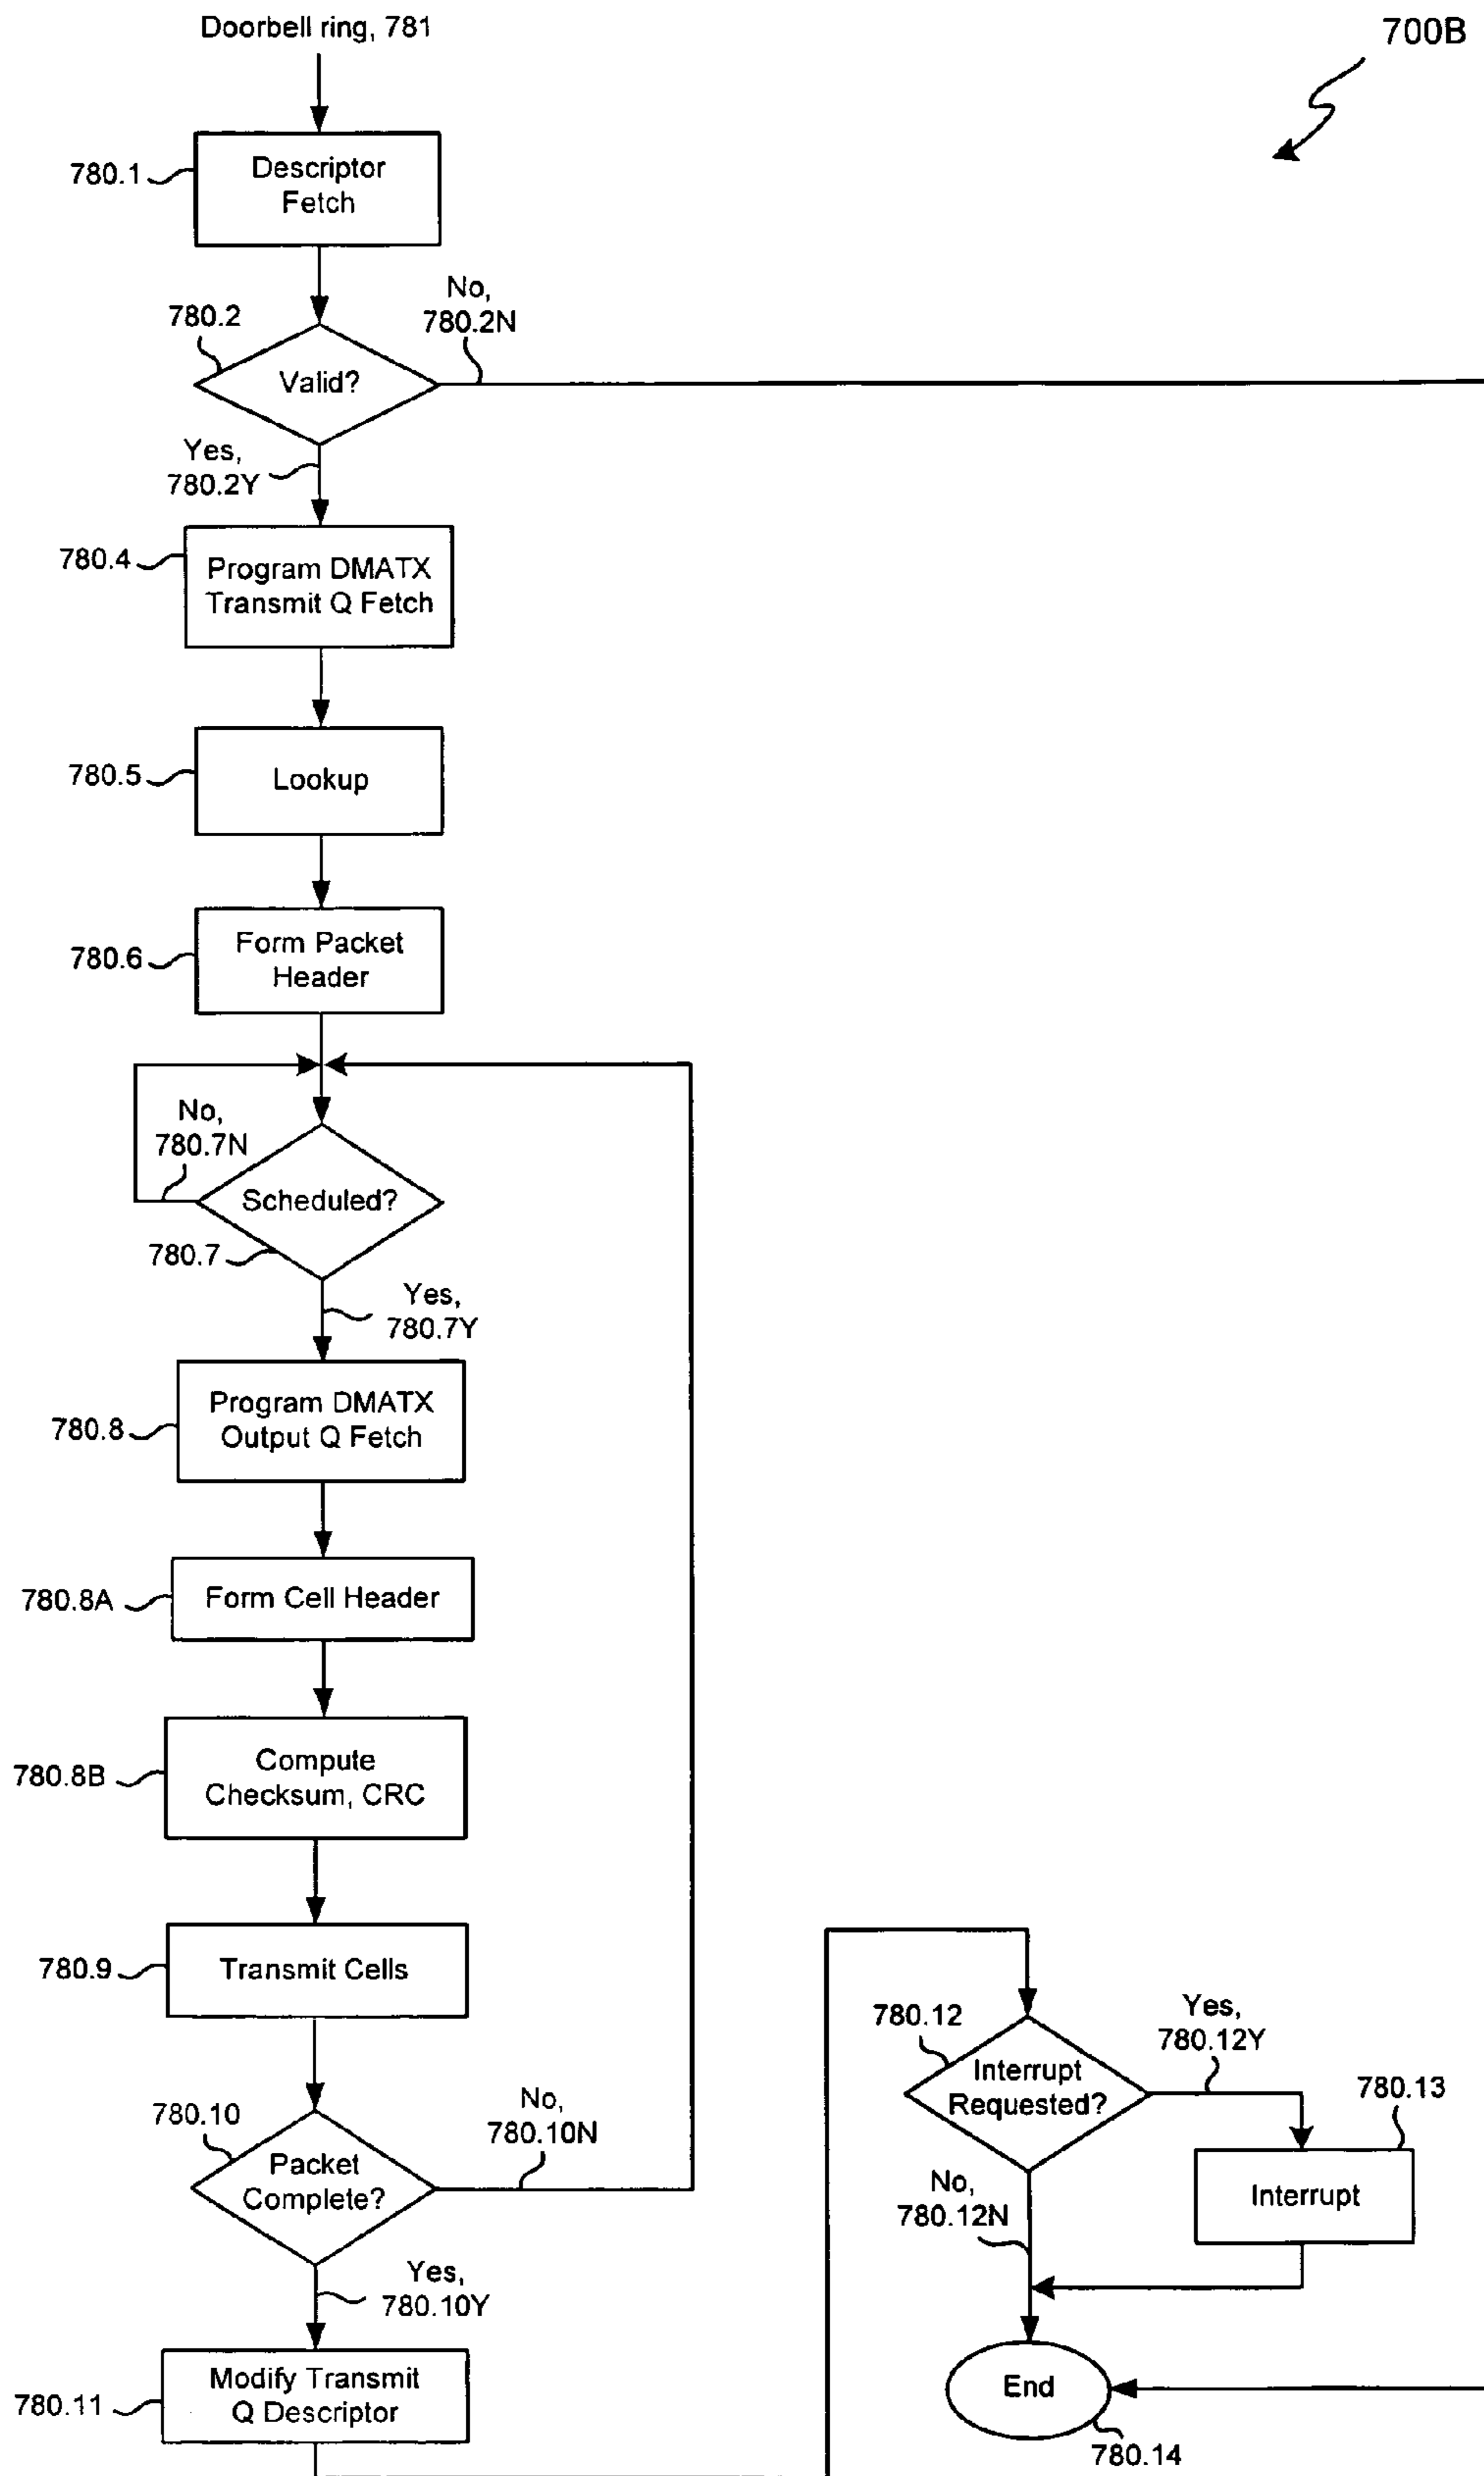 Doorbell ring, 781
700B
780.1
Descriptor
Fetch
780.2
No,
780.2N
Valid?
Yes,
780.2Y
780.4
Program DMATX
Transmit Q Fetch
780.5
Lookup
780.6
Form Packet
Header
No,
780.7N
Scheduled?
780.7
Yes,
780.7Y
780.8
Program DMATX
Output Q Fetch
780.8A
Form Cell Header
780.8B
Compute
Checksum, CRC
780.9
Transmit Cells
780.10
No,
780.10N
Packet
Complete?
Yes,
780.10Y
780.11
Modify Transmit
Q Descriptor
780.12
Yes,
780.12Y
Interrupt
Requested?
780.13
Interrupt
No,
780.12N
End
780.14